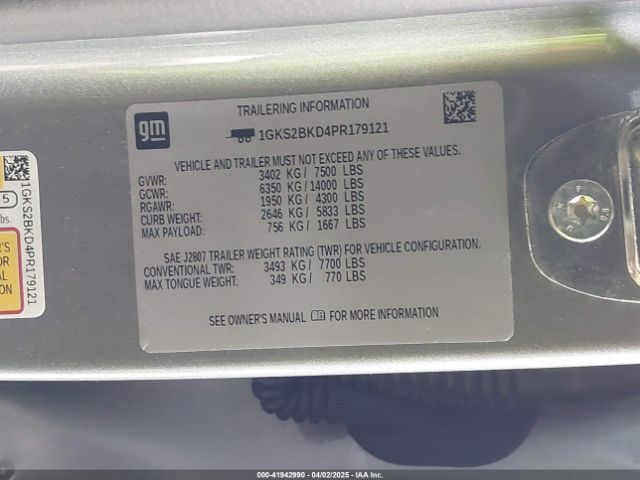 TRAILERING INFORMATION
gm
1GKS2BKD4PR179121
VEHICLE AND TRAILER MUST NOT EXCEED ANY OF THESE VALUES.
GVWR: 3402 KG / 7500 LBS
GCWR: 6350 KG / 14000 LBS
RGAWR: 1950 KG / 4300 LBS
CURB WEIGHT: 2646 KG / 5833 LBS
MAX PAYLOAD: 756 KG / 1667 LBS
SAE J2807 TRAILER WEIGHT RATING (TWR) FOR VEHICLE CONFIGURATION.
CONVENTIONAL TWR: 3493 KG / 7700 LBS
MAX TONGUE WEIGHT: 349 KG / 770 LBS
SEE OWNER'S MANUAL FOR MORE INFORMATION
5
lbs.
1GKS2BKD4PR179121
000-41942990 - 04/02/2025 - Copyright IAA, Inc.